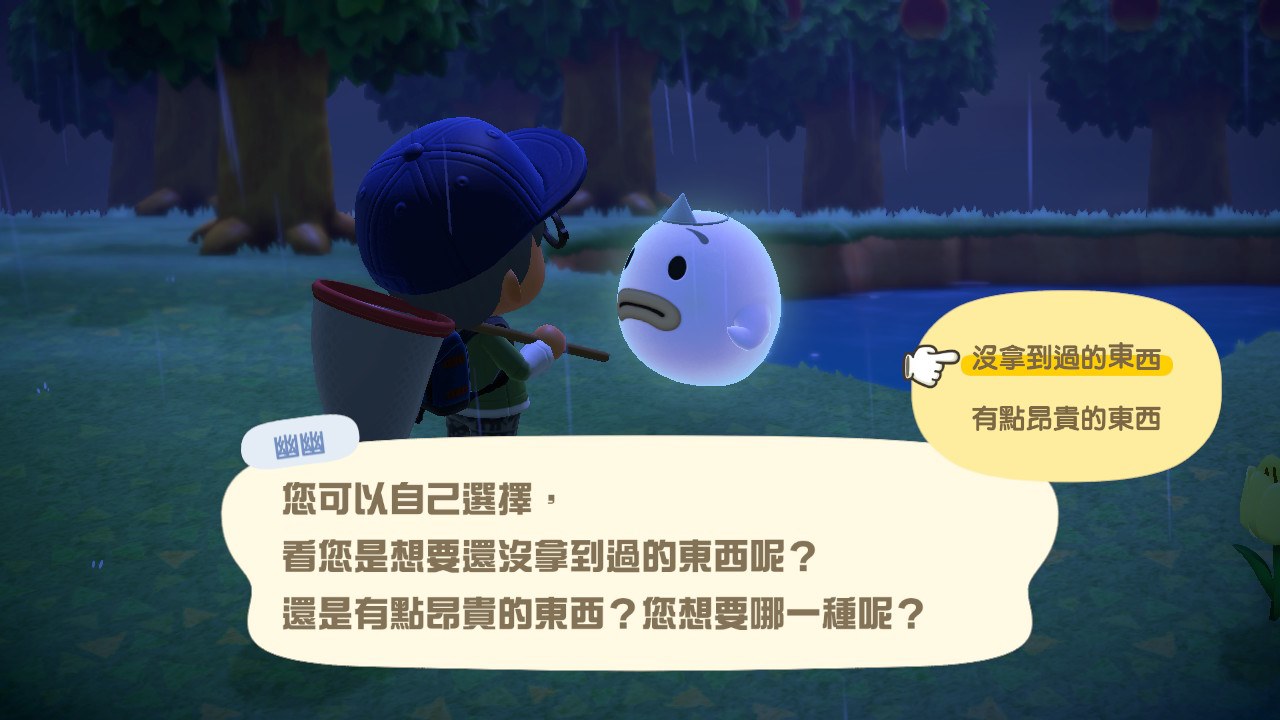 幽幽
您可以自己選擇，
看您是想要還沒拿到過的東西呢？
還是有點昂貴的東西？您想要哪一種呢？
沒拿到過的東西
有點昂貴的東西